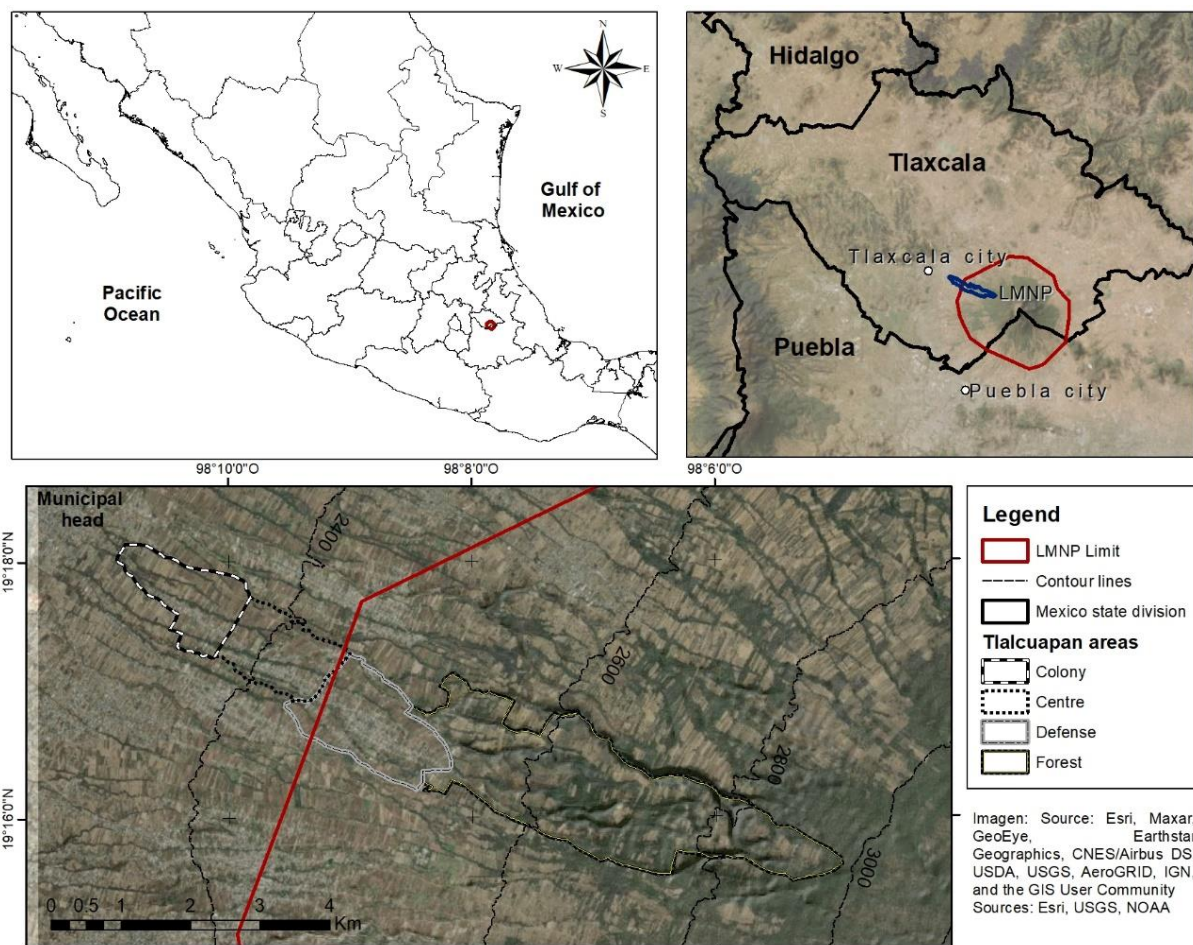 N
W
E
S
Gulf of
Mexico
Pacific
Ocean
Hidalgo
Tlaxcala
Tlaxcala city
LMNP
Puebla
Puebla city
98°10'0"O
98°8'0"O
98°6'0"O
Municipal
head
2400
2600
2800
3000
19°18'0"N
19°16'0"N
0 0.5 1 2 3 4
Km
Legend
LMNP Limit
Contour lines
Mexico state division
Tlalcuapan areas
Colony
Centre
Defense
Forest
Imagen: Source: Esri, Maxar,
GeoEye, Earthstar
Geographics, CNES/Airbus DS,
USDA, USGS, AeroGRID, IGN,
and the GIS User Community
Sources: Esri, USGS, NOAA